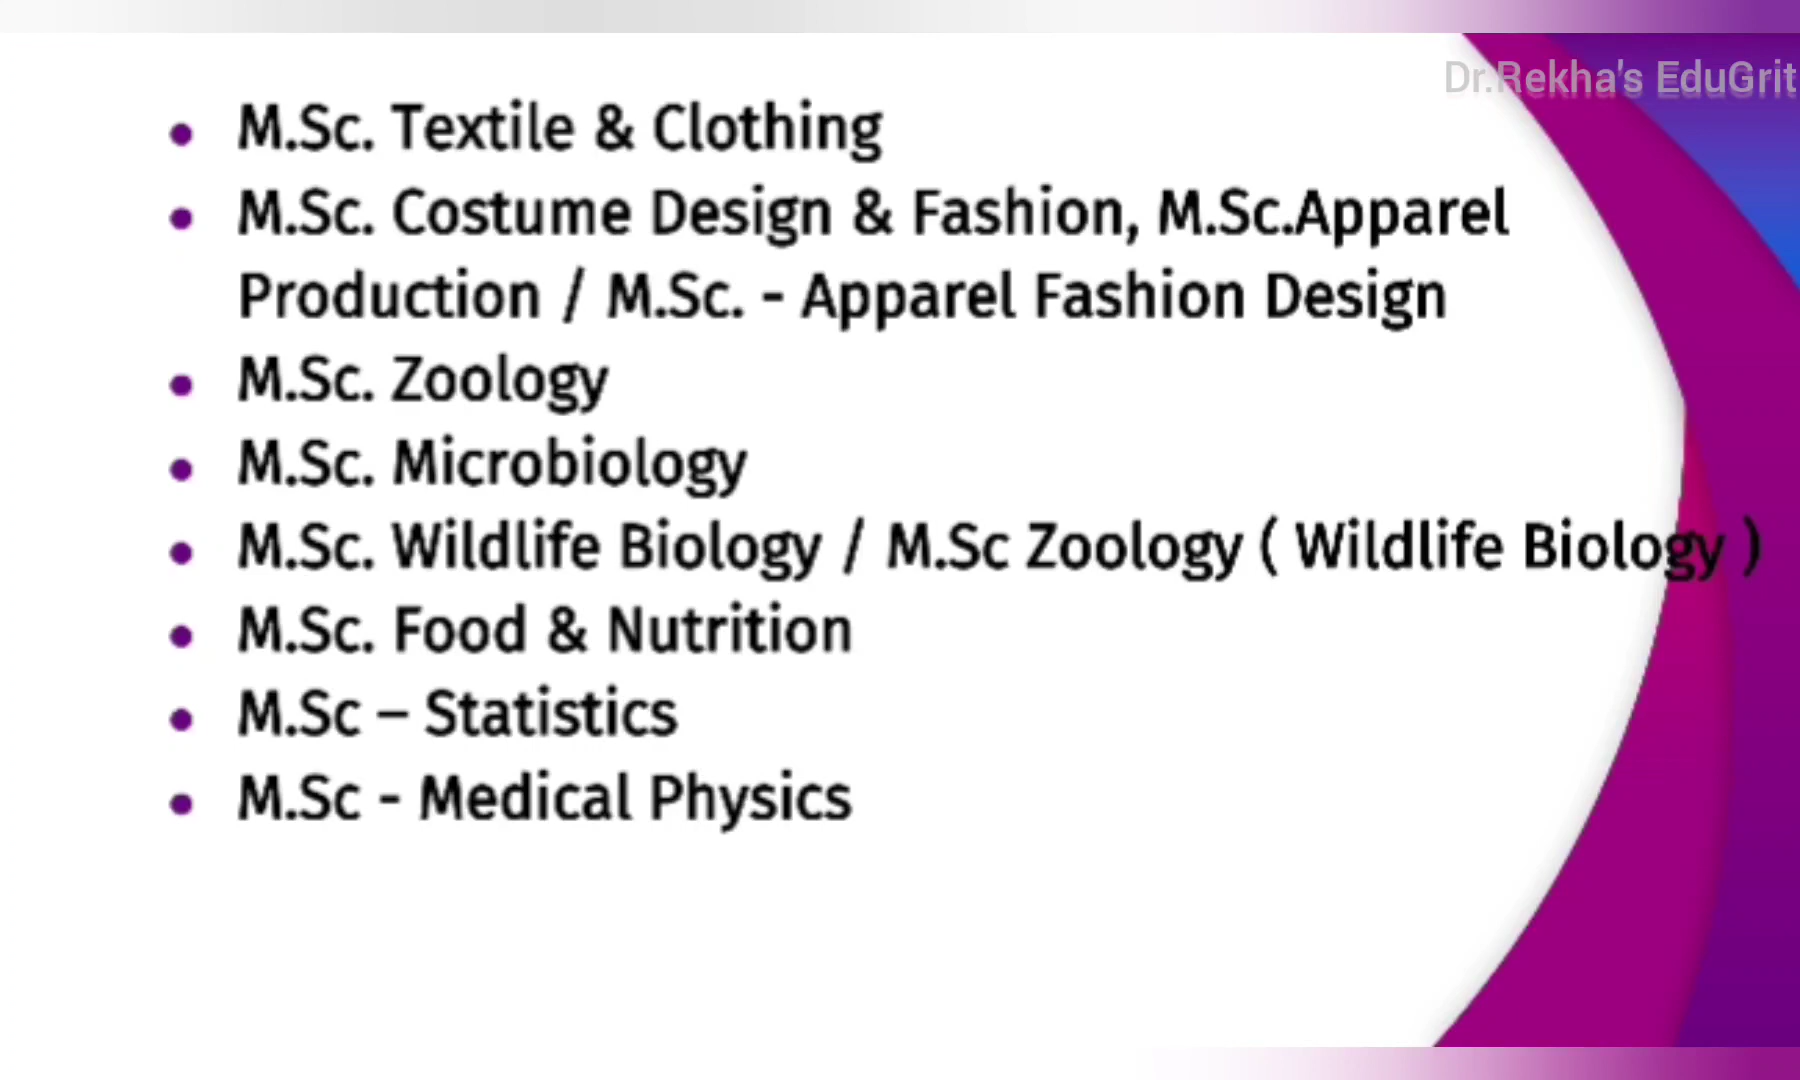 Dr.Rekha's EduGrit
• M.Sc. Textile & Clothing
• M.Sc. Costume Design & Fashion, M.Sc.Apparel
Production / M.Sc. - Apparel Fashion Design
• M.Sc. Zoology
• M.Sc. Microbiology
• M.Sc. Wildlife Biology / M.Sc Zoology ( Wildlife Biology )
• M.Sc. Food & Nutrition
• M.Sc – Statistics
• M.Sc - Medical Physics